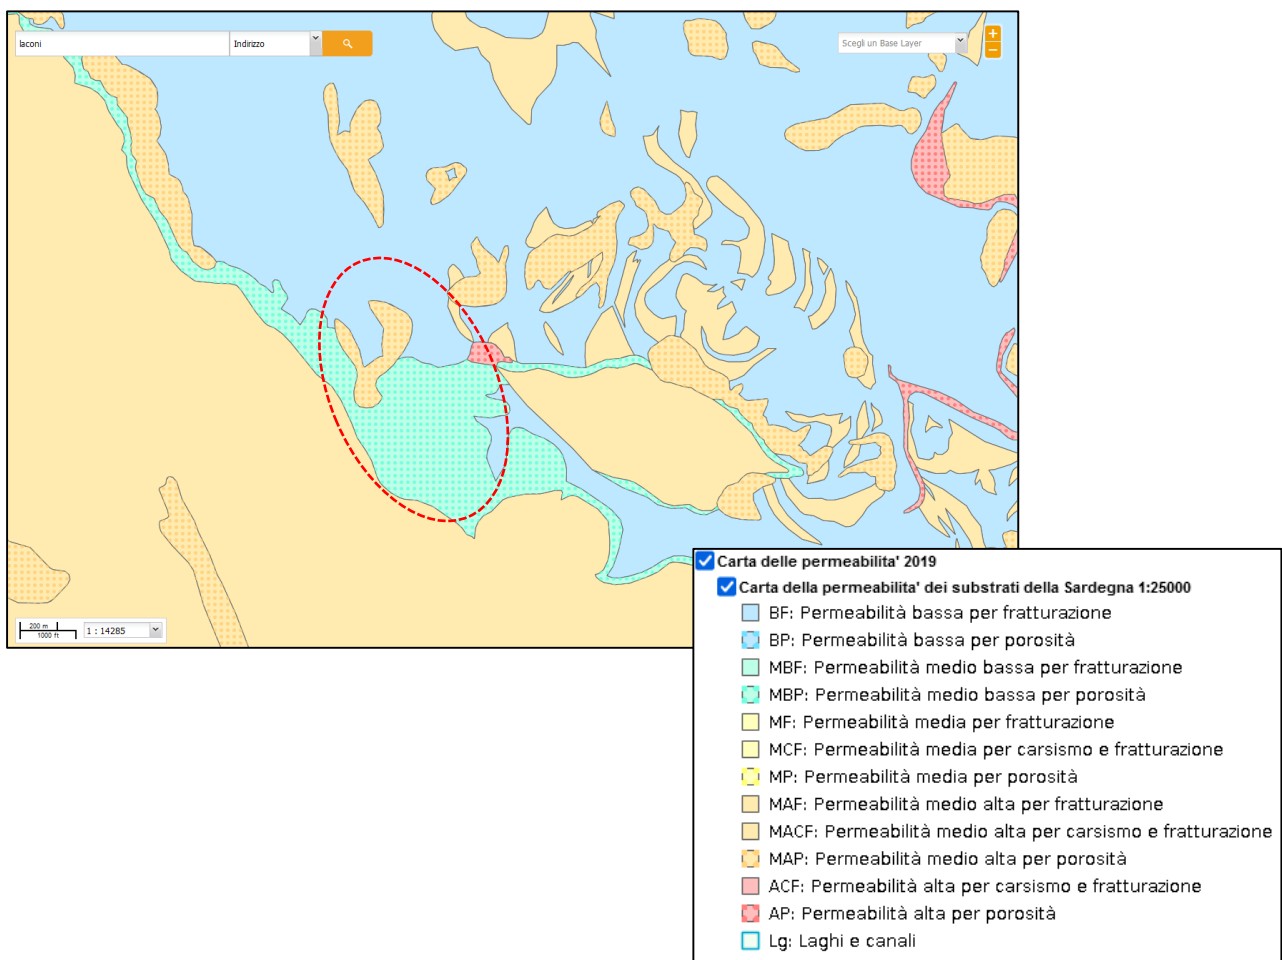 laconi
Indirizzo
Scegli un Base Layer
+
−
200 m
1000 ft
1 : 14285
Carta delle permeabilita' 2019
Carta della permeabilita' dei substrati della Sardegna 1:25000
BF: Permeabilità bassa per fratturazione
BP: Permeabilità bassa per porosità
MBF: Permeabilità medio bassa per fratturazione
MBP: Permeabilità medio bassa per porosità
MF: Permeabilità media per fratturazione
MCF: Permeabilità media per carsismo e fratturazione
MP: Permeabilità media per porosità
MAF: Permeabilità medio alta per fratturazione
MACF: Permeabilità medio alta per carsismo e fratturazione
MAP: Permeabilità medio alta per porosità
ACF: Permeabilità alta per carsismo e fratturazione
AP: Permeabilità alta per porosità
Lg: Laghi e canali